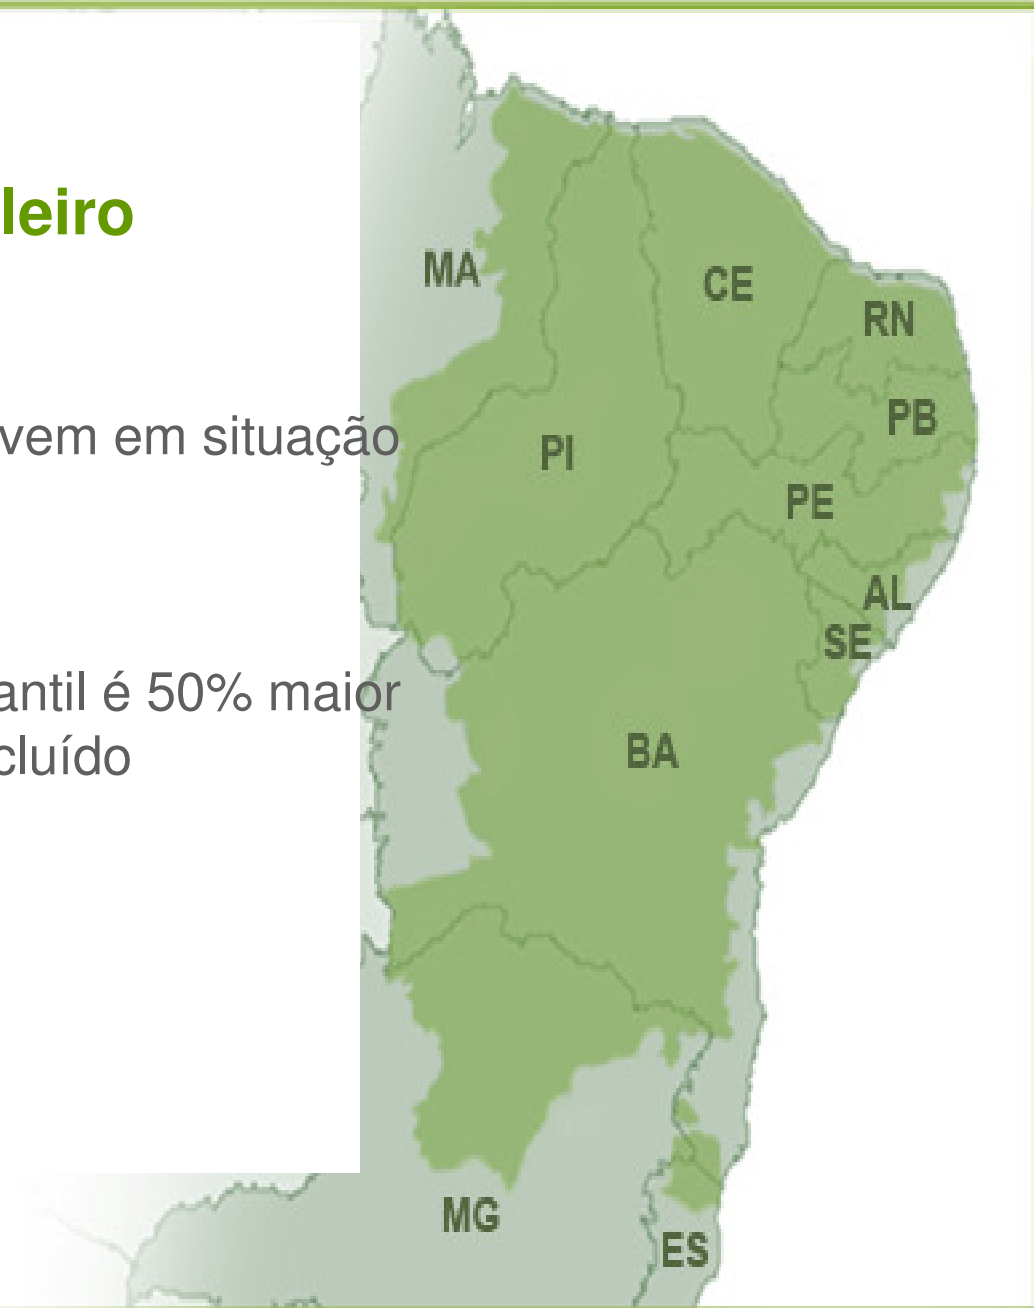 leiro
vem em situação
antil é 50% maior
cluído
MA
CE
RN
PB
PI
PE
AL
SE
BA
MG
ES